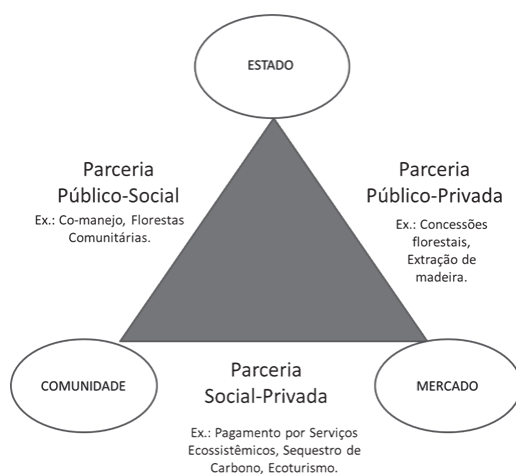 ESTADO
Parceria
Público-Social
Ex.: Co-manejo, Florestas
Comunitárias.
Parceria
Público-Privada
Ex.: Concessões
florestais,
Extração de
madeira.
COMUNIDADE
Parceria
Social-Privada
Ex.: Pagamento por Serviços
Ecossistêmicos, Sequestro de
Carbono, Ecoturismo.
MERCADO